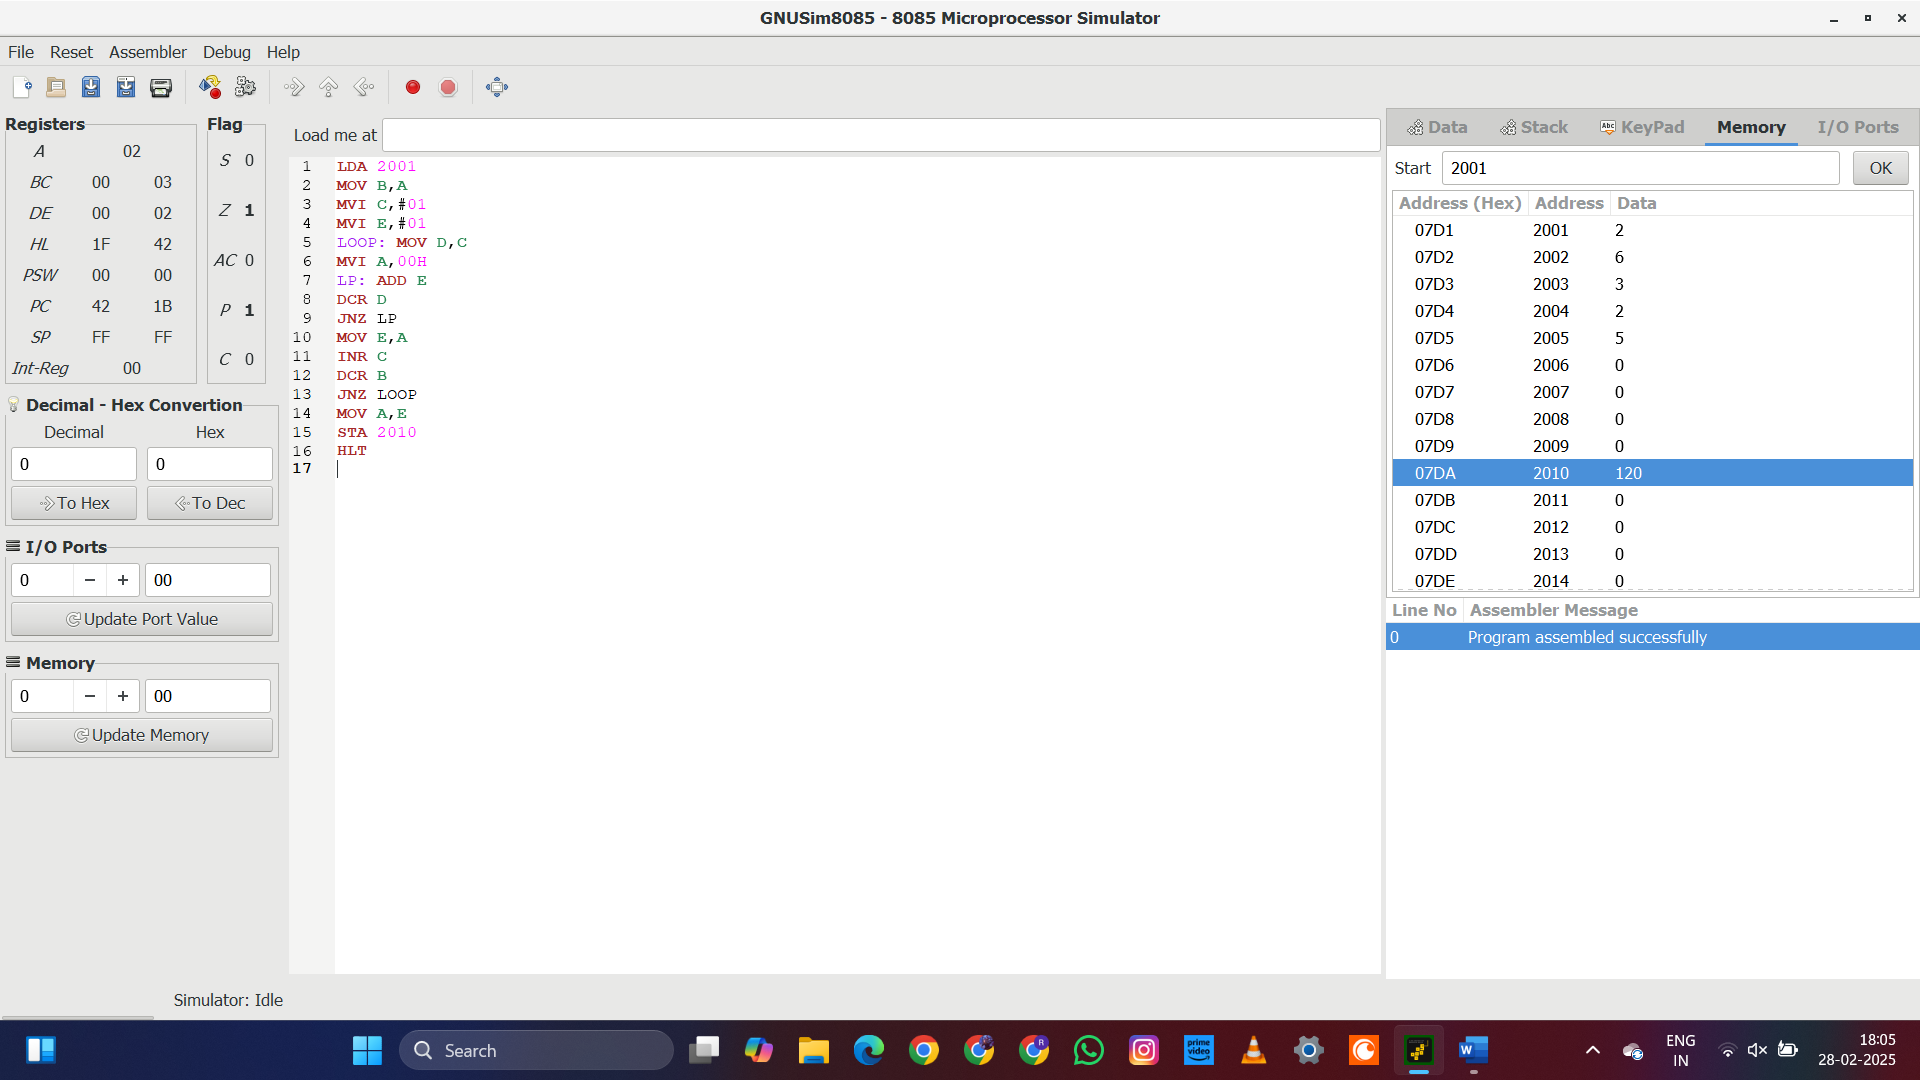 GNUSim8085 - 8085 Microprocessor Simulator
File Reset Assembler Debug Help
Registers
A 02
BC 00 03
DE 00 02
HL 1F 42
PSW 00 00
PC 42 1B
SP FF FF
Int-Reg 00
Flag
S 0
Z 1
AC 0
P 1
C 0
Decimal - Hex Convertion
Decimal Hex
0 0
To Hex To Dec
I/O Ports
0 − + 00
Update Port Value
Memory
0 − + 00
Update Memory
Load me at
1 LDA 2001
2 MOV B,A
3 MVI C,#01
4 MVI E,#01
5 LOOP: MOV D,C
6 MVI A,00H
7 LP: ADD E
8 DCR D
9 JNZ LP
10 MOV E,A
11 INR C
12 DCR B
13 JNZ LOOP
14 MOV A,E
15 STA 2010
16 HLT
17
Data Stack Abc KeyPad Memory I/O Ports
Start 2001 OK
Address (Hex) Address Data
07D1 2001 2
07D2 2002 6
07D3 2003 3
07D4 2004 2
07D5 2005 5
07D6 2006 0
07D7 2007 0
07D8 2008 0
07D9 2009 0
07DA 2010 120
07DB 2011 0
07DC 2012 0
07DD 2013 0
07DE 2014 0
Line No Assembler Message
0 Program assembled successfully
Simulator: Idle
Search
R
prime video
W
ENG
IN
18:05
28-02-2025